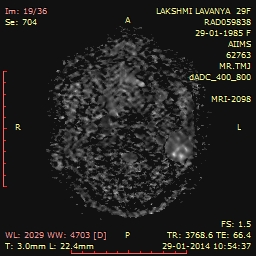 Im: 19/36
Se: 704
A
LAKSHMI LAVANYA 29F
RAD059838
29-01-1985 F
AIIMS
62763
MR.TMJ
dADC_400_800
MRI-2098
R
L
WL: 2029 WW: 4703 [D]
T: 3.0mm L: 22.4mm
P
FS: 1.5
TR: 3768.6 TE: 66.4
29-01-2014 10:54:37